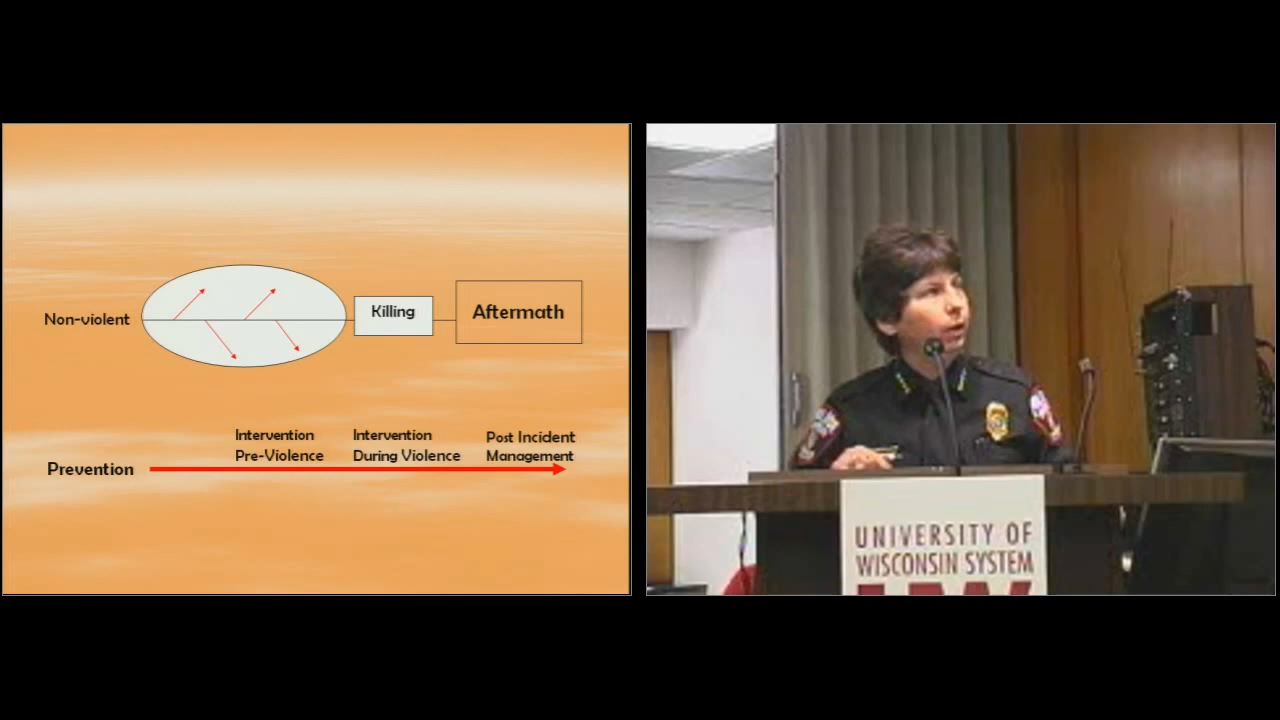 Non-violent
Killing
Aftermath
Intervention
Pre-Violence
Intervention
During Violence
Post Incident
Management
Prevention
UNIVERSITY OF
WISCONSIN SYSTEM